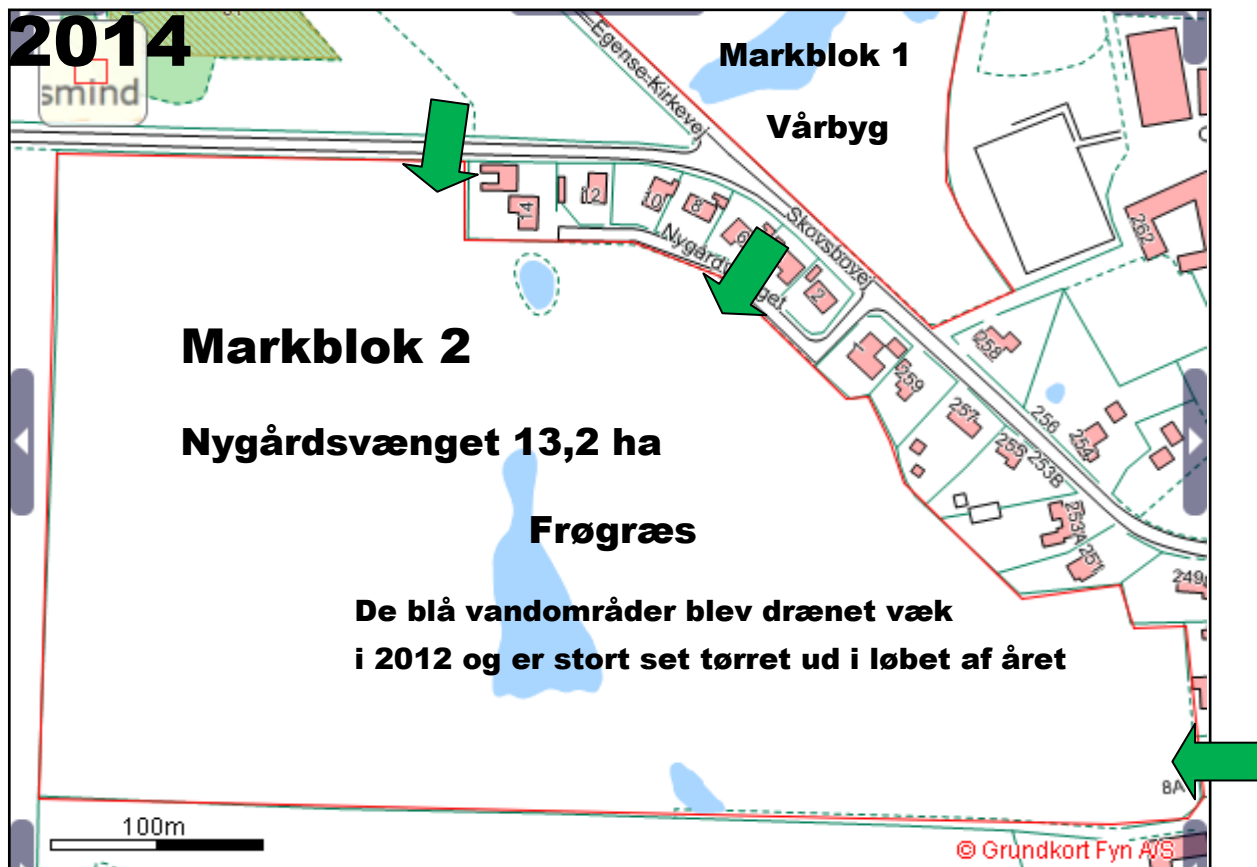 2014
smind
Markblok 1
Vårbyg
Egense-Kirkevej
Skovsbovej
262
14
12
10
8
6
2
Nygårdsvænget
1
259
258
257
256
255
254
253B
253A
251
249
Markblok 2
Nygårdsvænget 13,2 ha
Frøgræs
De blå vandområder blev drænet væk
i 2012 og er stort set tørret ud i løbet af året
8A
100m
© Grundkort Fyn A/S